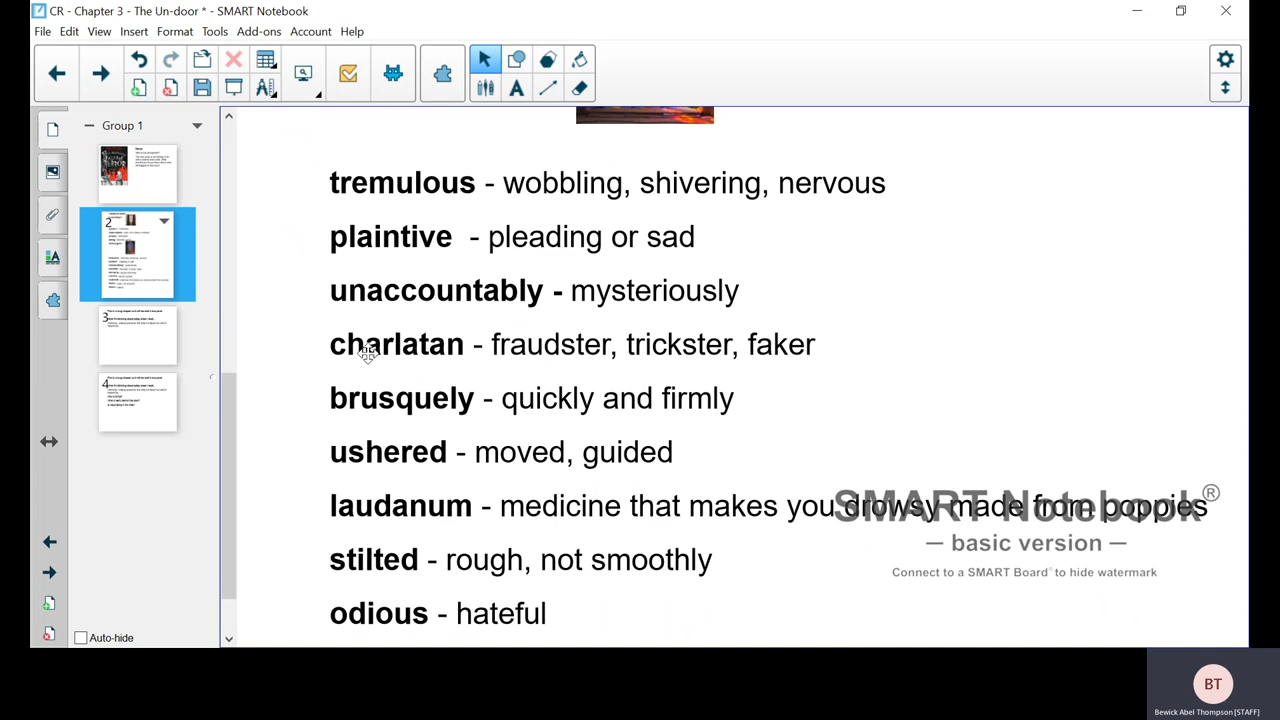 CR - Chapter 3 - The Un-door * - SMART Notebook
File Edit View Insert Format Tools Add-ons Account Help
Group 1
2
3
4
Auto-hide
tremulous - wobbling, shivering, nervous
plaintive - pleading or sad
unaccountably - mysteriously
charlatan - fraudster, trickster, faker
brusquely - quickly and firmly
ushered - moved, guided
laudanum - medicine that makes you drowsy made from poppies
stilted - rough, not smoothly
odious - hateful
SMART Notebook®
— basic version —
Connect to a SMART Board® to hide watermark
BT
Bewick Abel Thompson [STAFF]